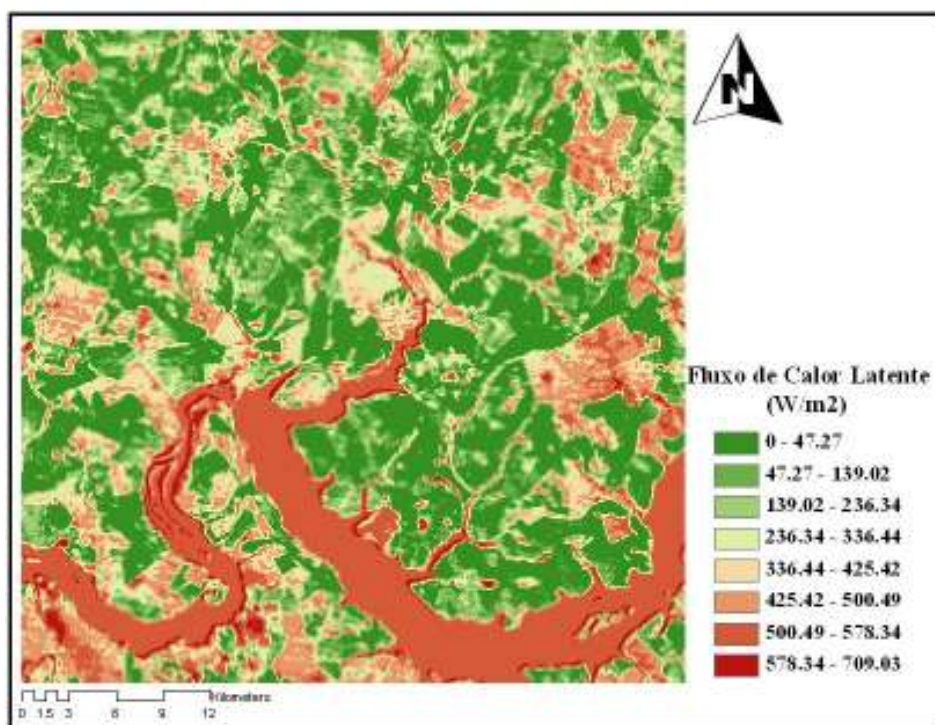 N
Fluxo de Calor Latente
(W/m2)
0 - 47.27
47.27 - 139.02
139.02 - 236.34
236.34 - 336.44
336.44 - 425.42
425.42 - 500.49
500.49 - 578.34
578.34 - 709.03
Kilometers
0 1.5 3 6 9 12